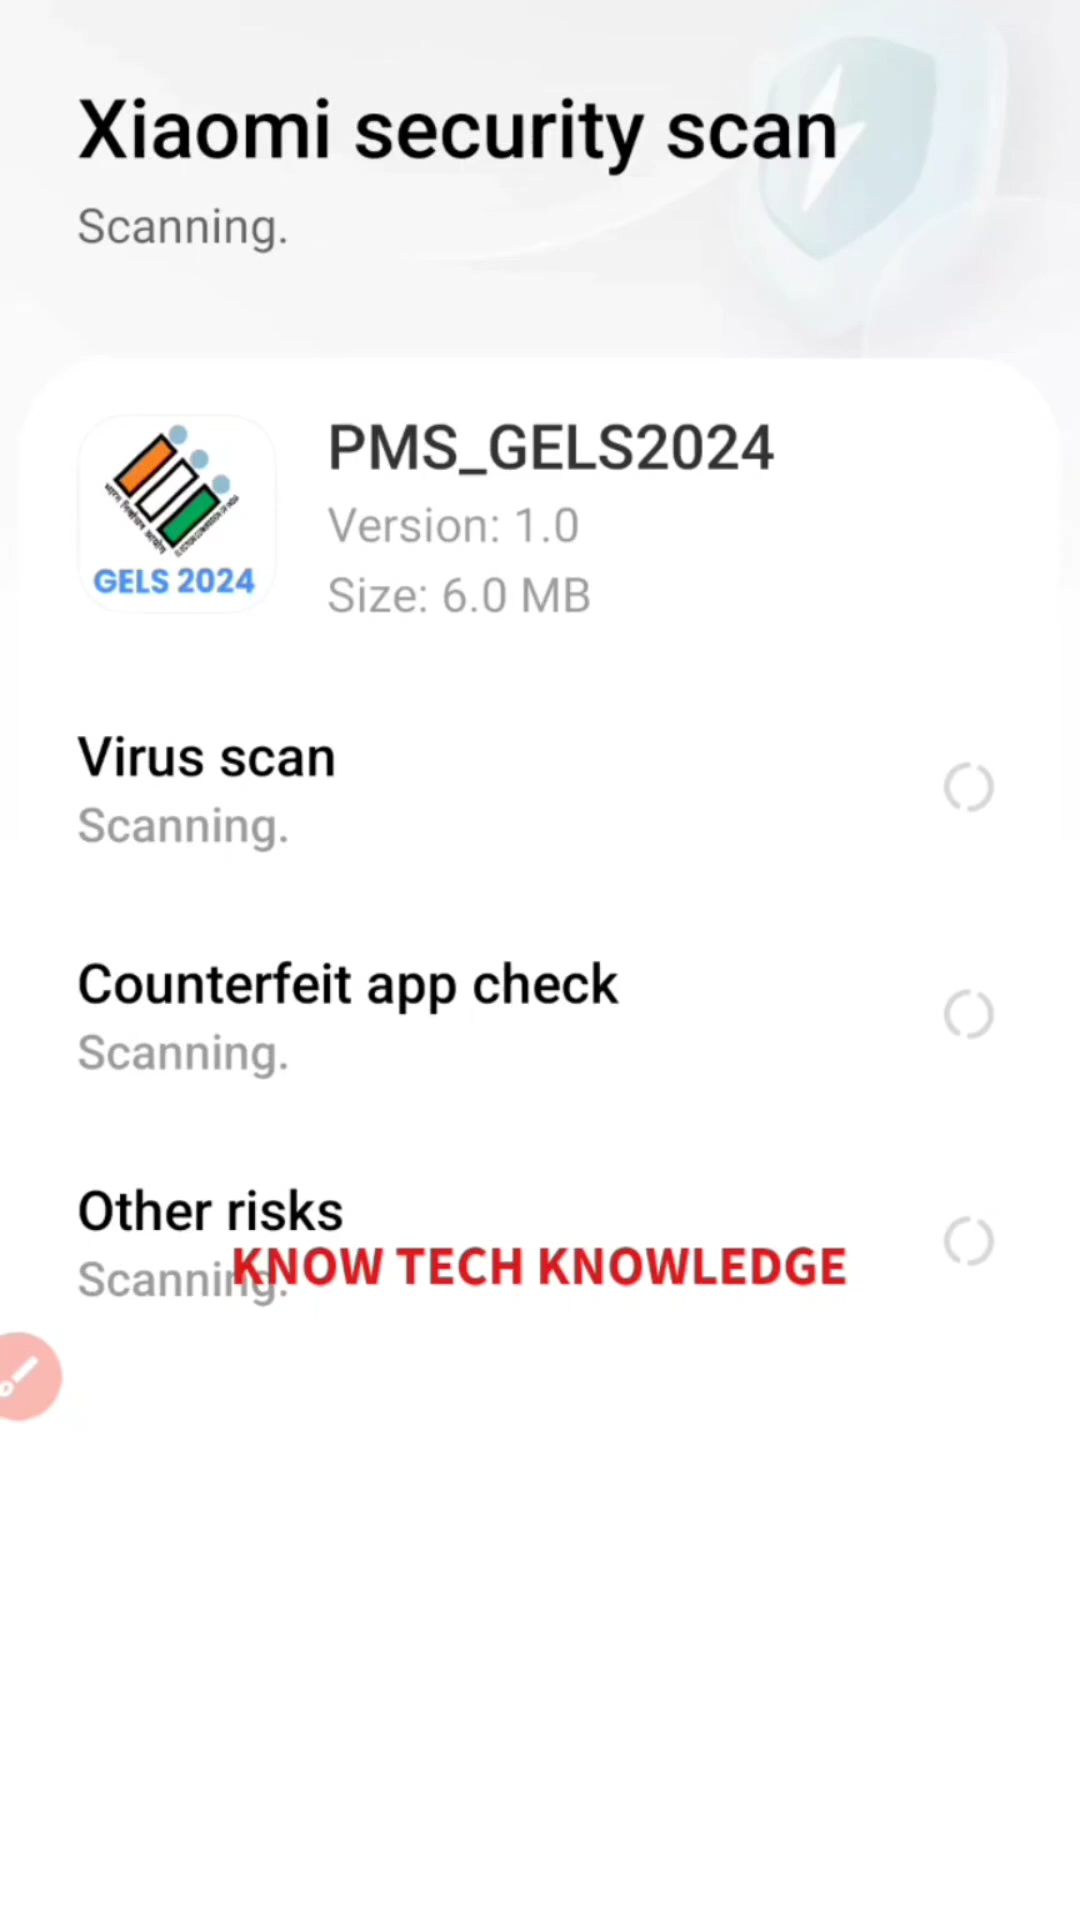 Xiaomi security scan
Scanning.
PMS_GELS2024
Version: 1.0
Size: 6.0 MB
GELS 2024
Virus scan
Scanning.
Counterfeit app check
Scanning.
Other risks
Scanning.
KNOW TECH KNOWLEDGE